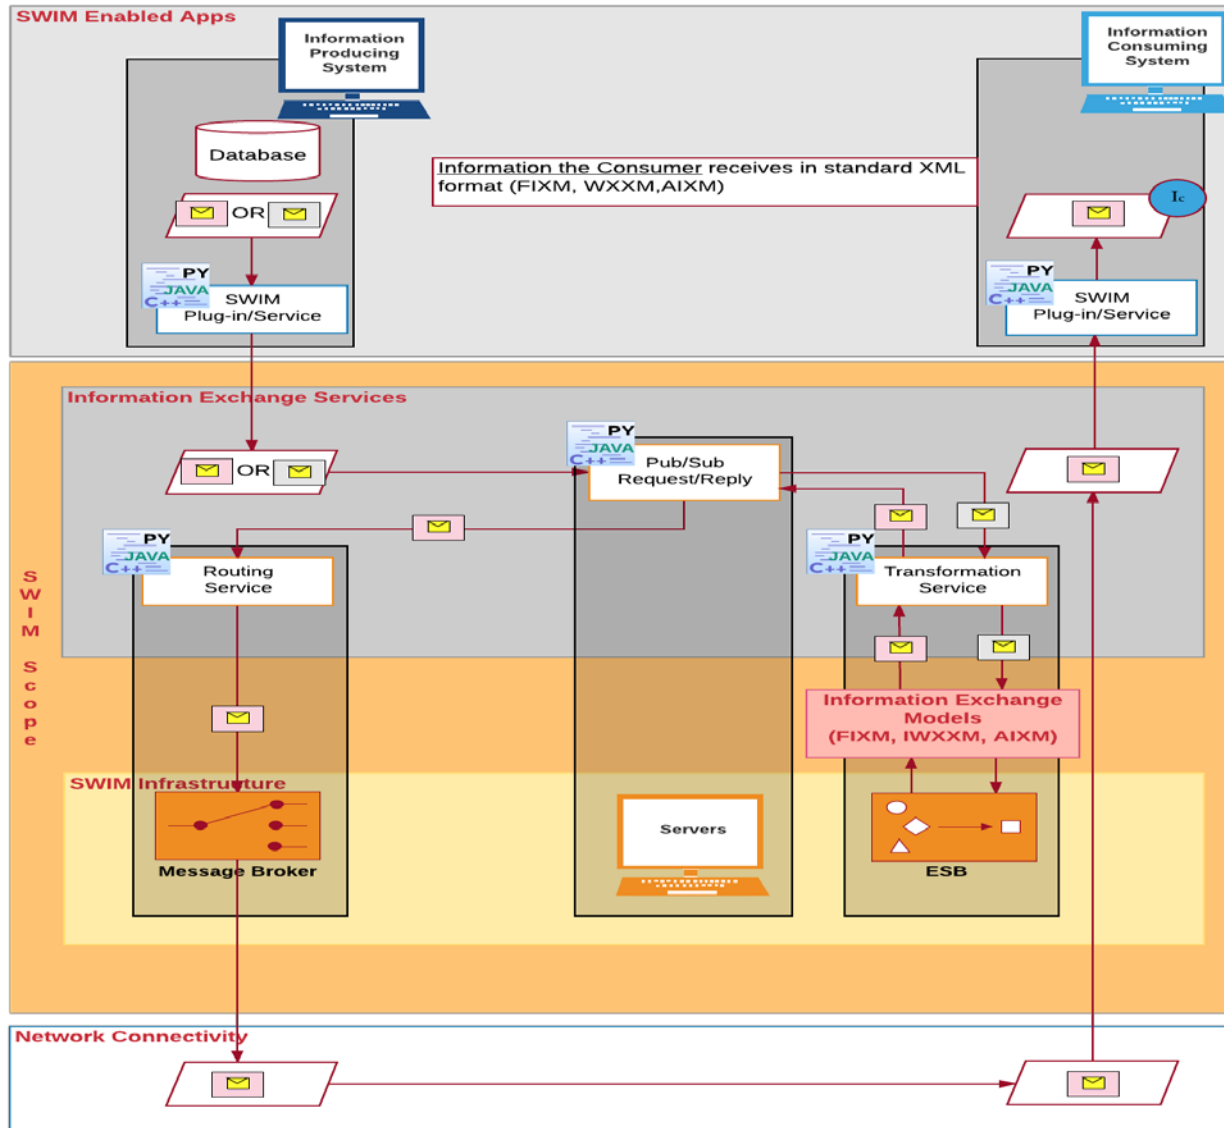 SWIM Enabled Apps
Information
Producing
System
Information
Consuming
System
Database
Information the Consumer receives in standard XML
format (FIXM, WXXM,AIXM)
OR
Ic
PY
JAVA
C++
SWIM
Plug-in/Service
PY
JAVA
C++
SWIM
Plug-in/Service
Information Exchange Services
OR
PY
JAVA
C++
Pub/Sub
Request/Reply
PY
JAVA
C++
Routing
Service
PY
JAVA
C++
Transformation
Service
SWIM Scope
Information Exchange
Models
(FIXM, IWXXM, AIXM)
SWIM Infrastructure
Servers
Message Broker
ESB
Network Connectivity